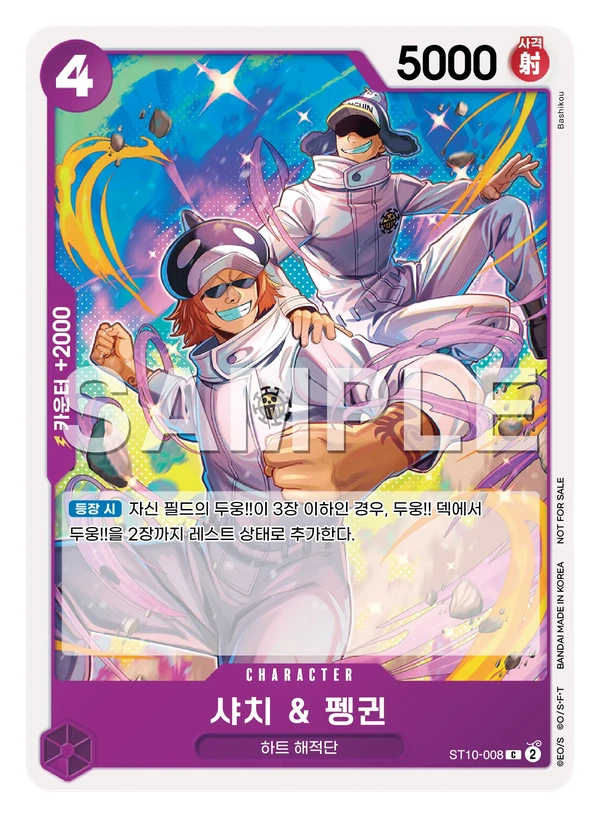 4
5000
사격
射
PENGUIN
Bashikou
카운터 +2000
SAMPLE
등장 시 자신 필드의 두웅!!이 3장 이하인 경우, 두웅!! 덱에서
두웅!!을 2장까지 레스트 상태로 추가한다.
CHARACTER
샤치 & 펭귄
하트 해적단
ST10-008 C 2
©EO/S ©O/S·F·T BANDAI MADE IN KOREA NOT FOR SALE